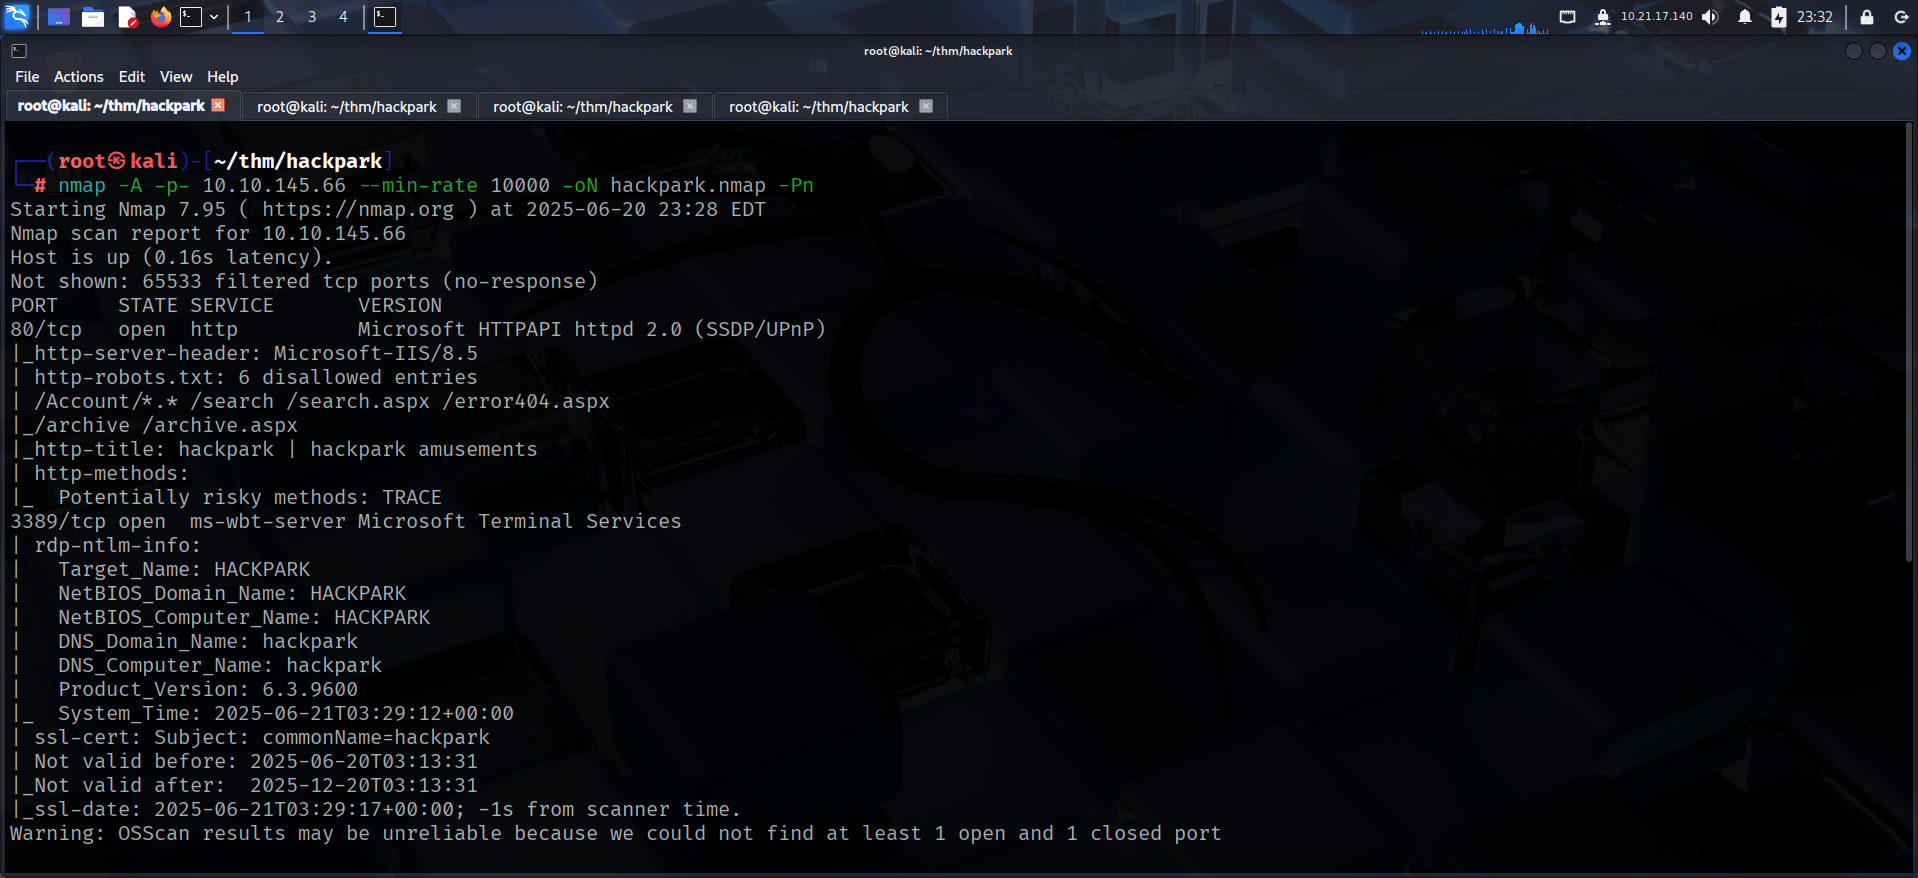 1 2 3 4 10.21.17.140 23:32
root@kali: ~/thm/hackpark
File Actions Edit View Help
root@kali: ~/thm/hackpark root@kali: ~/thm/hackpark root@kali: ~/thm/hackpark root@kali: ~/thm/hackpark
┌──(root㉿kali)-[~/thm/hackpark]
└─# nmap -A -p- 10.10.145.66 --min-rate 10000 -oN hackpark.nmap -Pn
Starting Nmap 7.95 ( https://nmap.org ) at 2025-06-20 23:28 EDT
Nmap scan report for 10.10.145.66
Host is up (0.16s latency).
Not shown: 65533 filtered tcp ports (no-response)
PORT     STATE SERVICE       VERSION
80/tcp   open  http          Microsoft HTTPAPI httpd 2.0 (SSDP/UPnP)
|_http-server-header: Microsoft-IIS/8.5
| http-robots.txt: 6 disallowed entries
| /Account/*.* /search /search.aspx /error404.aspx
|_/archive /archive.aspx
|_http-title: hackpark | hackpark amusements
| http-methods:
|_  Potentially risky methods: TRACE
3389/tcp open  ms-wbt-server Microsoft Terminal Services
| rdp-ntlm-info:
|   Target_Name: HACKPARK
|   NetBIOS_Domain_Name: HACKPARK
|   NetBIOS_Computer_Name: HACKPARK
|   DNS_Domain_Name: hackpark
|   DNS_Computer_Name: hackpark
|   Product_Version: 6.3.9600
|_  System_Time: 2025-06-21T03:29:12+00:00
| ssl-cert: Subject: commonName=hackpark
| Not valid before: 2025-06-20T03:13:31
|_Not valid after:  2025-12-20T03:13:31
|_ssl-date: 2025-06-21T03:29:17+00:00; -1s from scanner time.
Warning: OSScan results may be unreliable because we could not find at least 1 open and 1 closed port